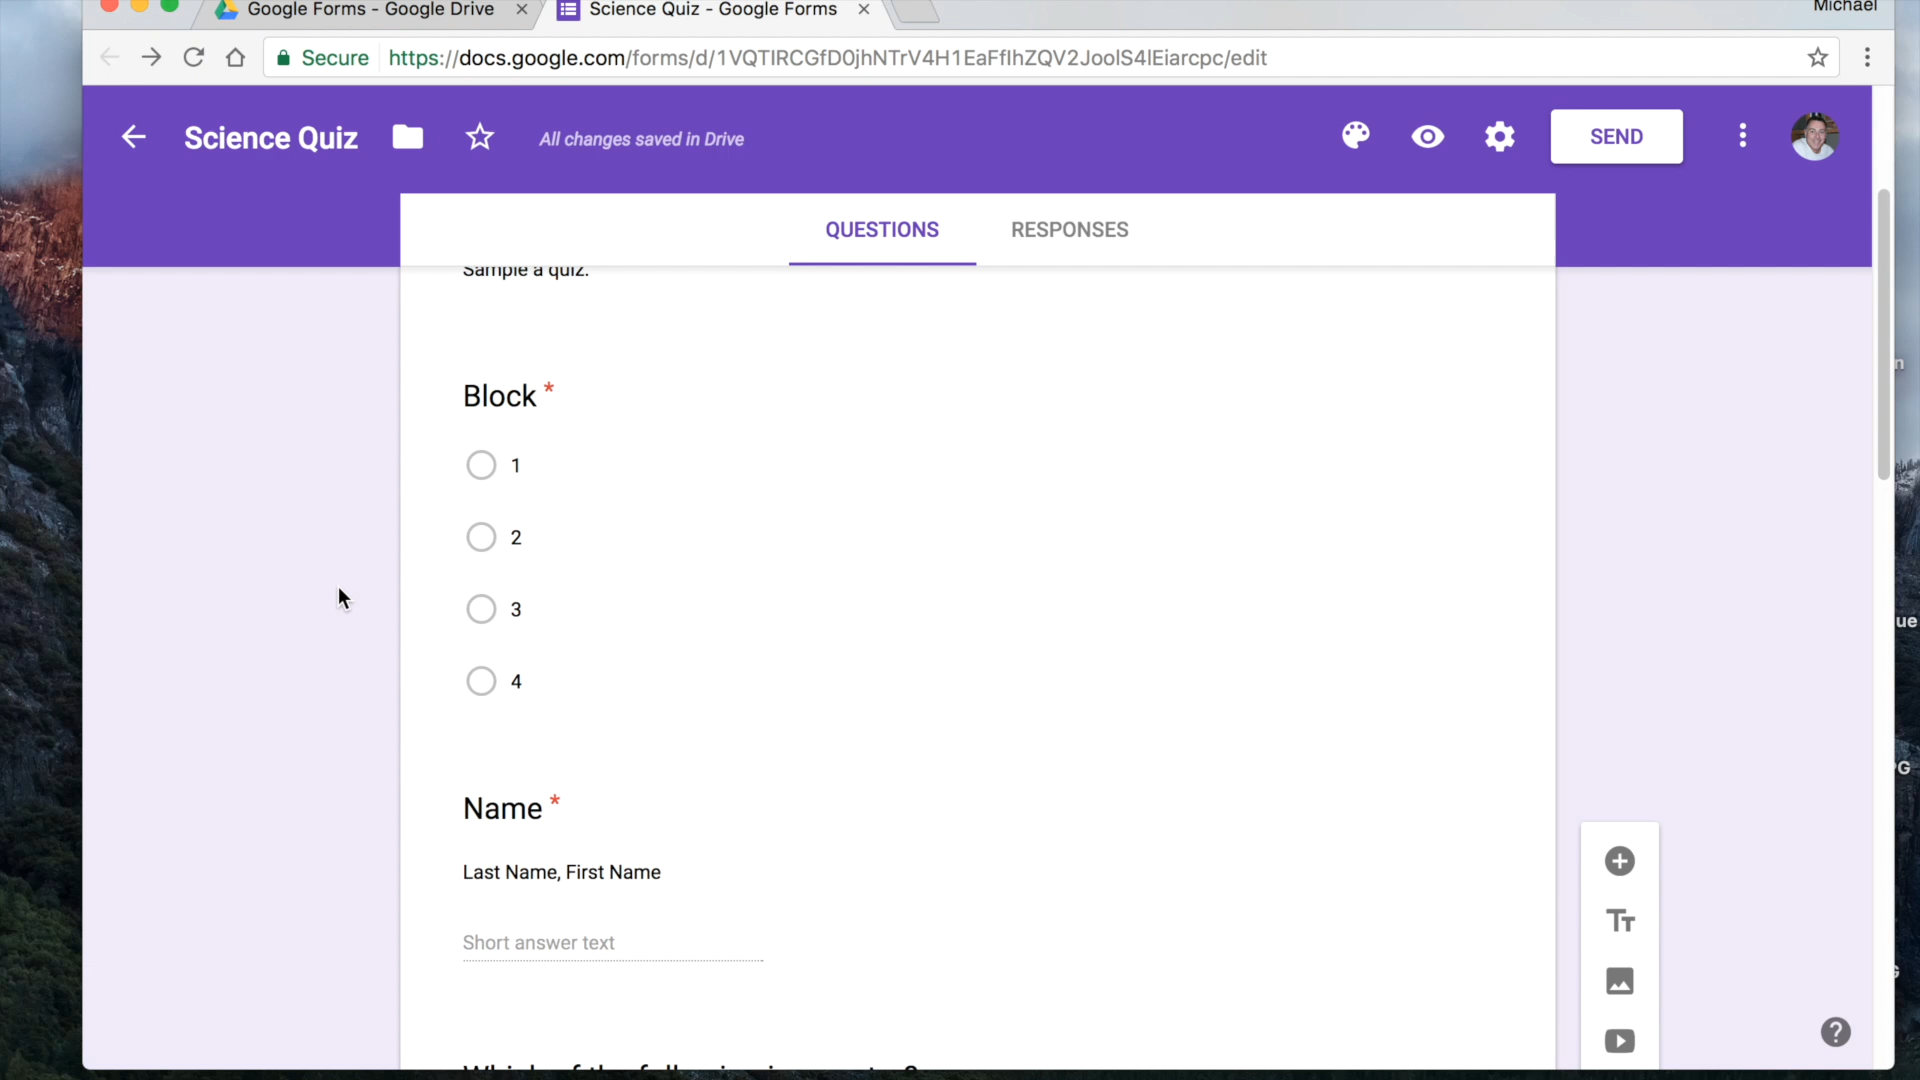 Google Forms - Google Drive
Science Quiz - Google Forms
Michael
Secure
https://docs.google.com/forms/d/1VQTIRCGfD0jhNTrV4H1EaFfIhZQV2JoolS4lEiarcpc/edit
Science Quiz
All changes saved in Drive
SEND
QUESTIONS
RESPONSES
Sample a quiz.
Block *
1
2
3
4
Name *
Last Name, First Name
Short answer text
Tт